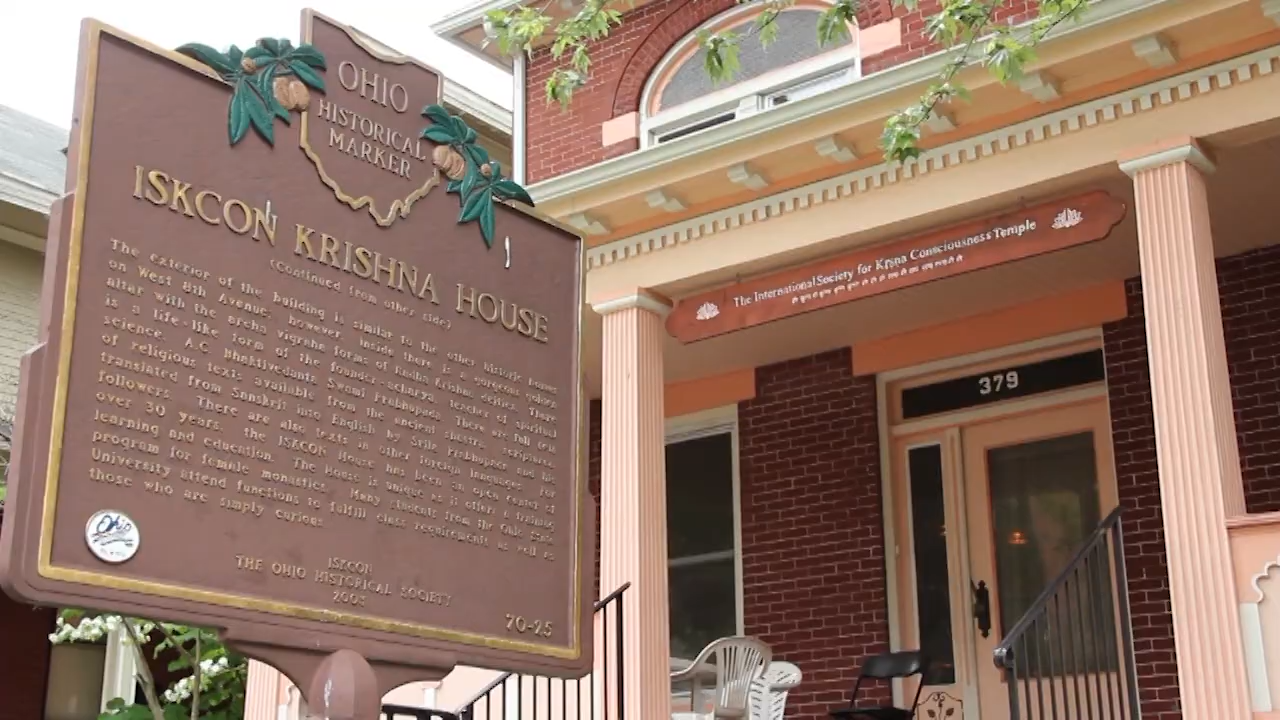 OHIO
HISTORICAL
MARKER
ISKCON KRISHNA HOUSE
(Continued from other side)
The exterior of the building is similar to the other historic homes
on West 8th Avenue; however, inside there is a gorgeous golden
altar with the archa vigraha forms of Radha Krishna deities. There
is a life-like form of the founder-acharya, teacher of spiritual
science, A.C. Bhaktivedanta Swami Prabhupada. There are full
of religious texts available from the ancient shastra, scriptures,
translated from Sanskrit into English by Srila Prabhupada and his
followers. There are also texts in other foreign languages. For
over 30 years, the ISKCON House has been an open center of
learning and education. The House is unique as it offers a training
program for female monastics. Many students from the Ohio State
University attend functions to fulfill class requirements as well as
those who are simply curious.
ISKCON
THE OHIO HISTORICAL SOCIETY
70-25
Ohio
The International Society for Krsna Consciousness Temple
379